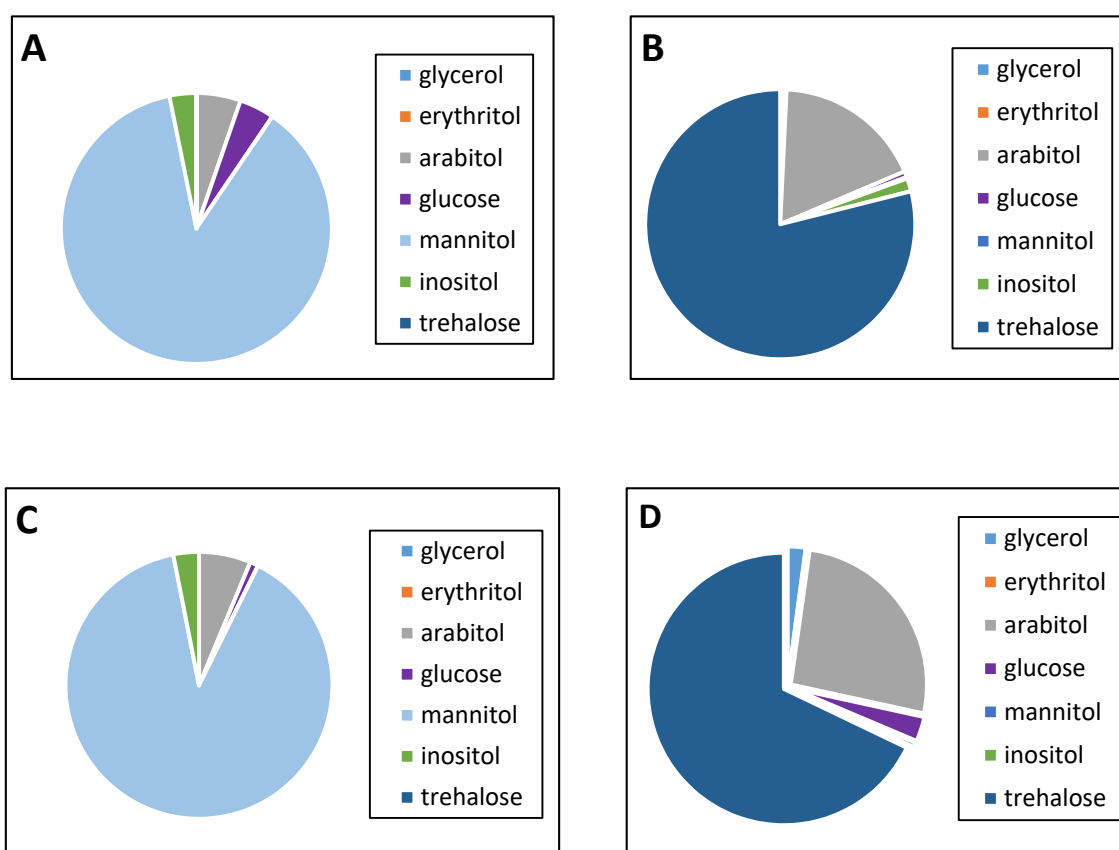 A
glycerol
erythritol
arabitol
glucose
mannitol
inositol
trehalose
B
glycerol
erythritol
arabitol
glucose
mannitol
inositol
trehalose
C
glycerol
erythritol
arabitol
glucose
mannitol
inositol
trehalose
D
glycerol
erythritol
arabitol
glucose
mannitol
inositol
trehalose